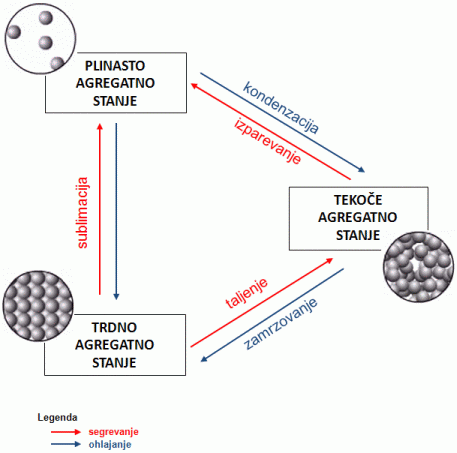 PLINASTO
AGREGATNO
STANJE
kondenzacija
izparevanje
TEKOČE
AGREGATNO
STANJE
sublimacija
taljenje
zamrzovanje
TRDNO
AGREGATNO
STANJE
Legenda
segrevanje
ohlajanje